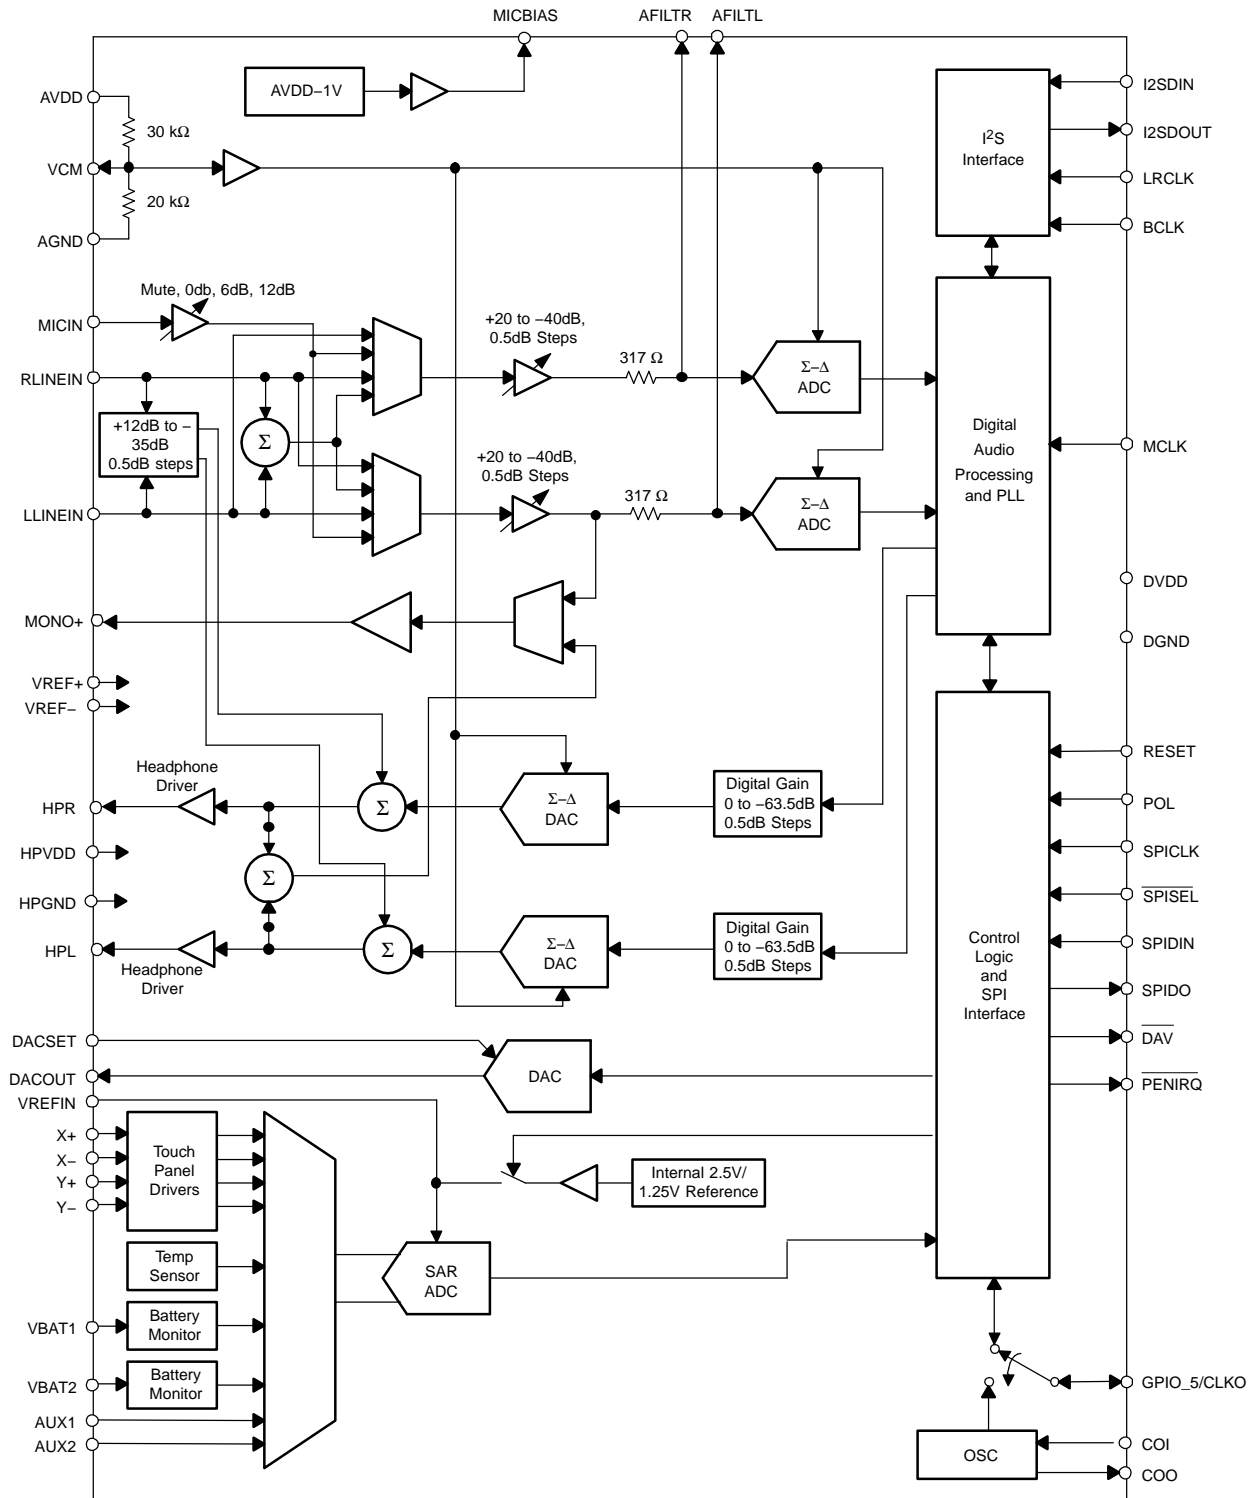 MICBIAS AFILTR AFILTL
AVDD
30 kΩ
VCM
20 kΩ
AGND
AVDD–1V
I2SDIN
I2SDOUT
LRCLK
BCLK
I2S
Interface
Mute, 0db, 6dB, 12dB
MICIN
RLINEIN
+12dB to –
35dB
0.5dB steps
LLINEIN
Σ
+20 to –40dB,
0.5dB Steps
317 Ω
Σ–Δ
ADC
+20 to –40dB,
0.5dB Steps
317 Ω
Σ–Δ
ADC
Digital
Audio
Processing
and PLL
MCLK
DVDD
DGND
MONO+
VREF+
VREF–
Headphone
Driver
HPR
HPVDD
HPGND
HPL
Headphone
Driver
Σ
Σ
Σ
Σ–Δ
DAC
Digital Gain
0 to –63.5dB
0.5dB Steps
Σ–Δ
DAC
Digital Gain
0 to –63.5dB
0.5dB Steps
Control
Logic
and
SPI
Interface
RESET
POL
SPICLK
SPISEL
SPIDIN
SPIDO
DAV
PENIRQ
DACSET
DACOUT
VREFIN
DAC
X+
X–
Y+
Y–
Touch
Panel
Drivers
Internal 2.5V/
1.25V Reference
Temp
Sensor
SAR
ADC
VBAT1
Battery
Monitor
VBAT2
Battery
Monitor
AUX1
AUX2
GPIO_5/CLKO
OSC
COI
COO